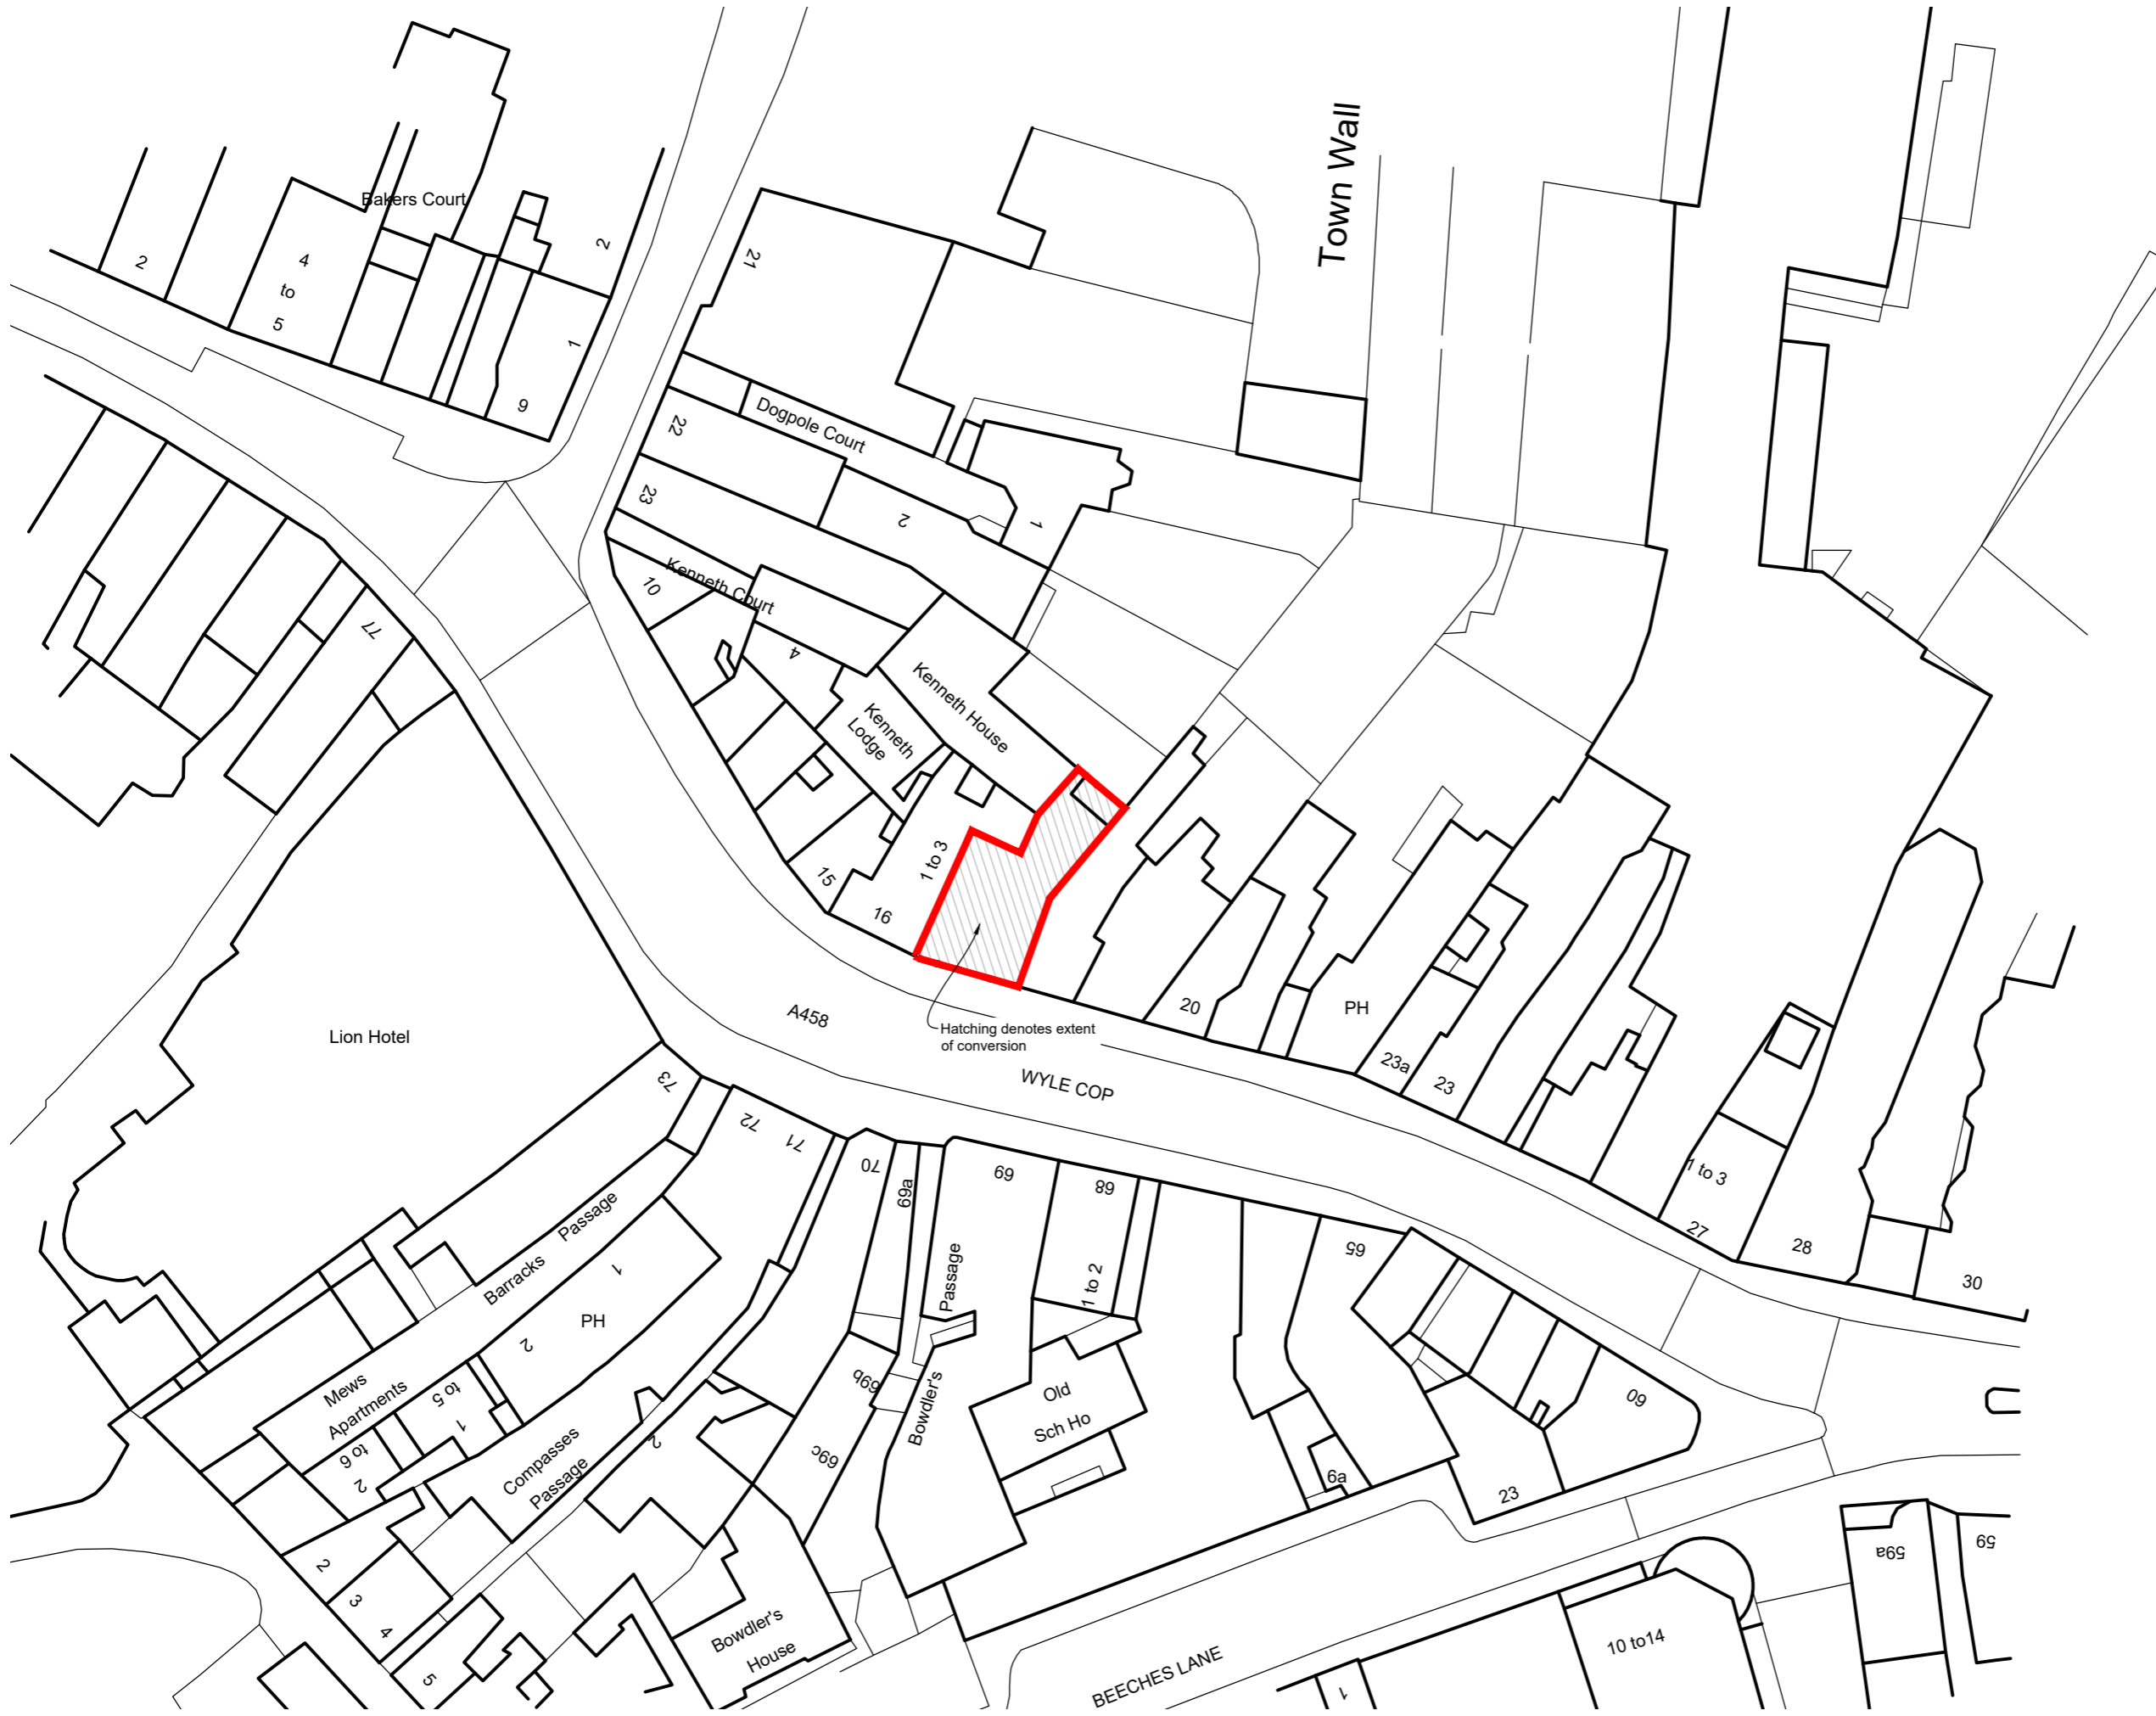 Town Wall
Bakers Court
2
4
to
5
2
1
9
21
Dogpole Court
22
23
2
1
Kenneth Court
10
77
4
Kenneth House
Kenneth
Lodge
1 to 3
15
16
Lion Hotel
A458
Hatching denotes extent
of conversion
WYLE COP
20
PH
23a
23
1 to 3
27
28
30
73
72
71
70
69a
69
68
1 to 2
65
Barracks Passage
1
PH
2
Mews
Apartments
1 to 5
2 to 6
Compasses
Passage
2
69b
69c
Bowdler's Passage
Old
Sch Ho
6a
23
60
59a
59
2
3
4
5
Bowdler's
House
BEECHES LANE
10 to14
1